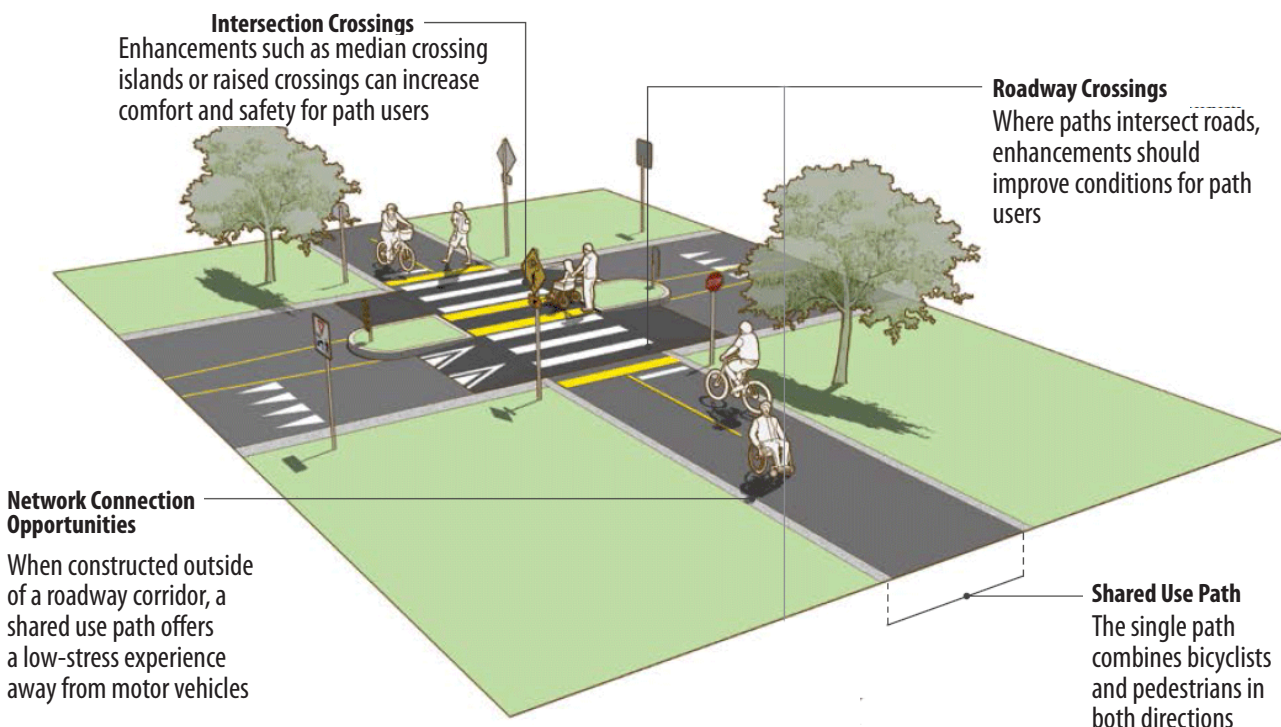 Intersection Crossings
Enhancements such as median crossing
islands or raised crossings can increase
comfort and safety for path users
Roadway Crossings
Where paths intersect roads,
enhancements should
improve conditions for path
users
Network Connection
Opportunities
When constructed outside
of a roadway corridor, a
shared use path offers
a low-stress experience
away from motor vehicles
Shared Use Path
The single path
combines bicyclists
and pedestrians in
both directions